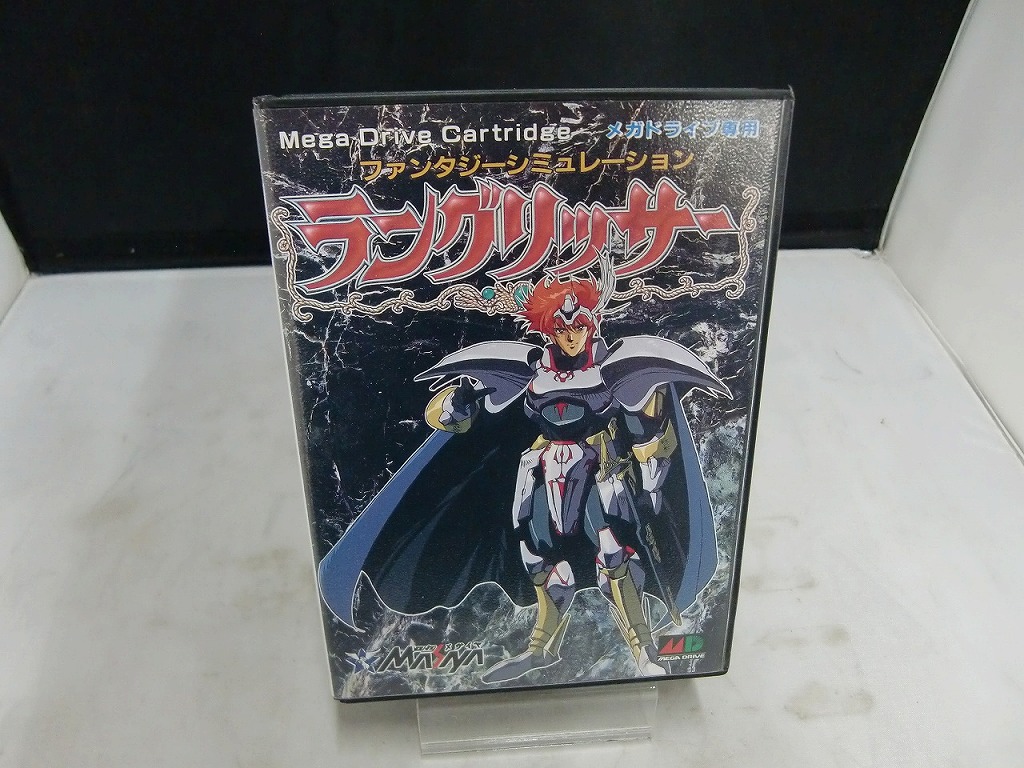 Mega Drive Cartridge メガドライブ専用
ファンタジーシミュレーション
ラングリッサー
MASAYA
MD
MEGA DRIVE